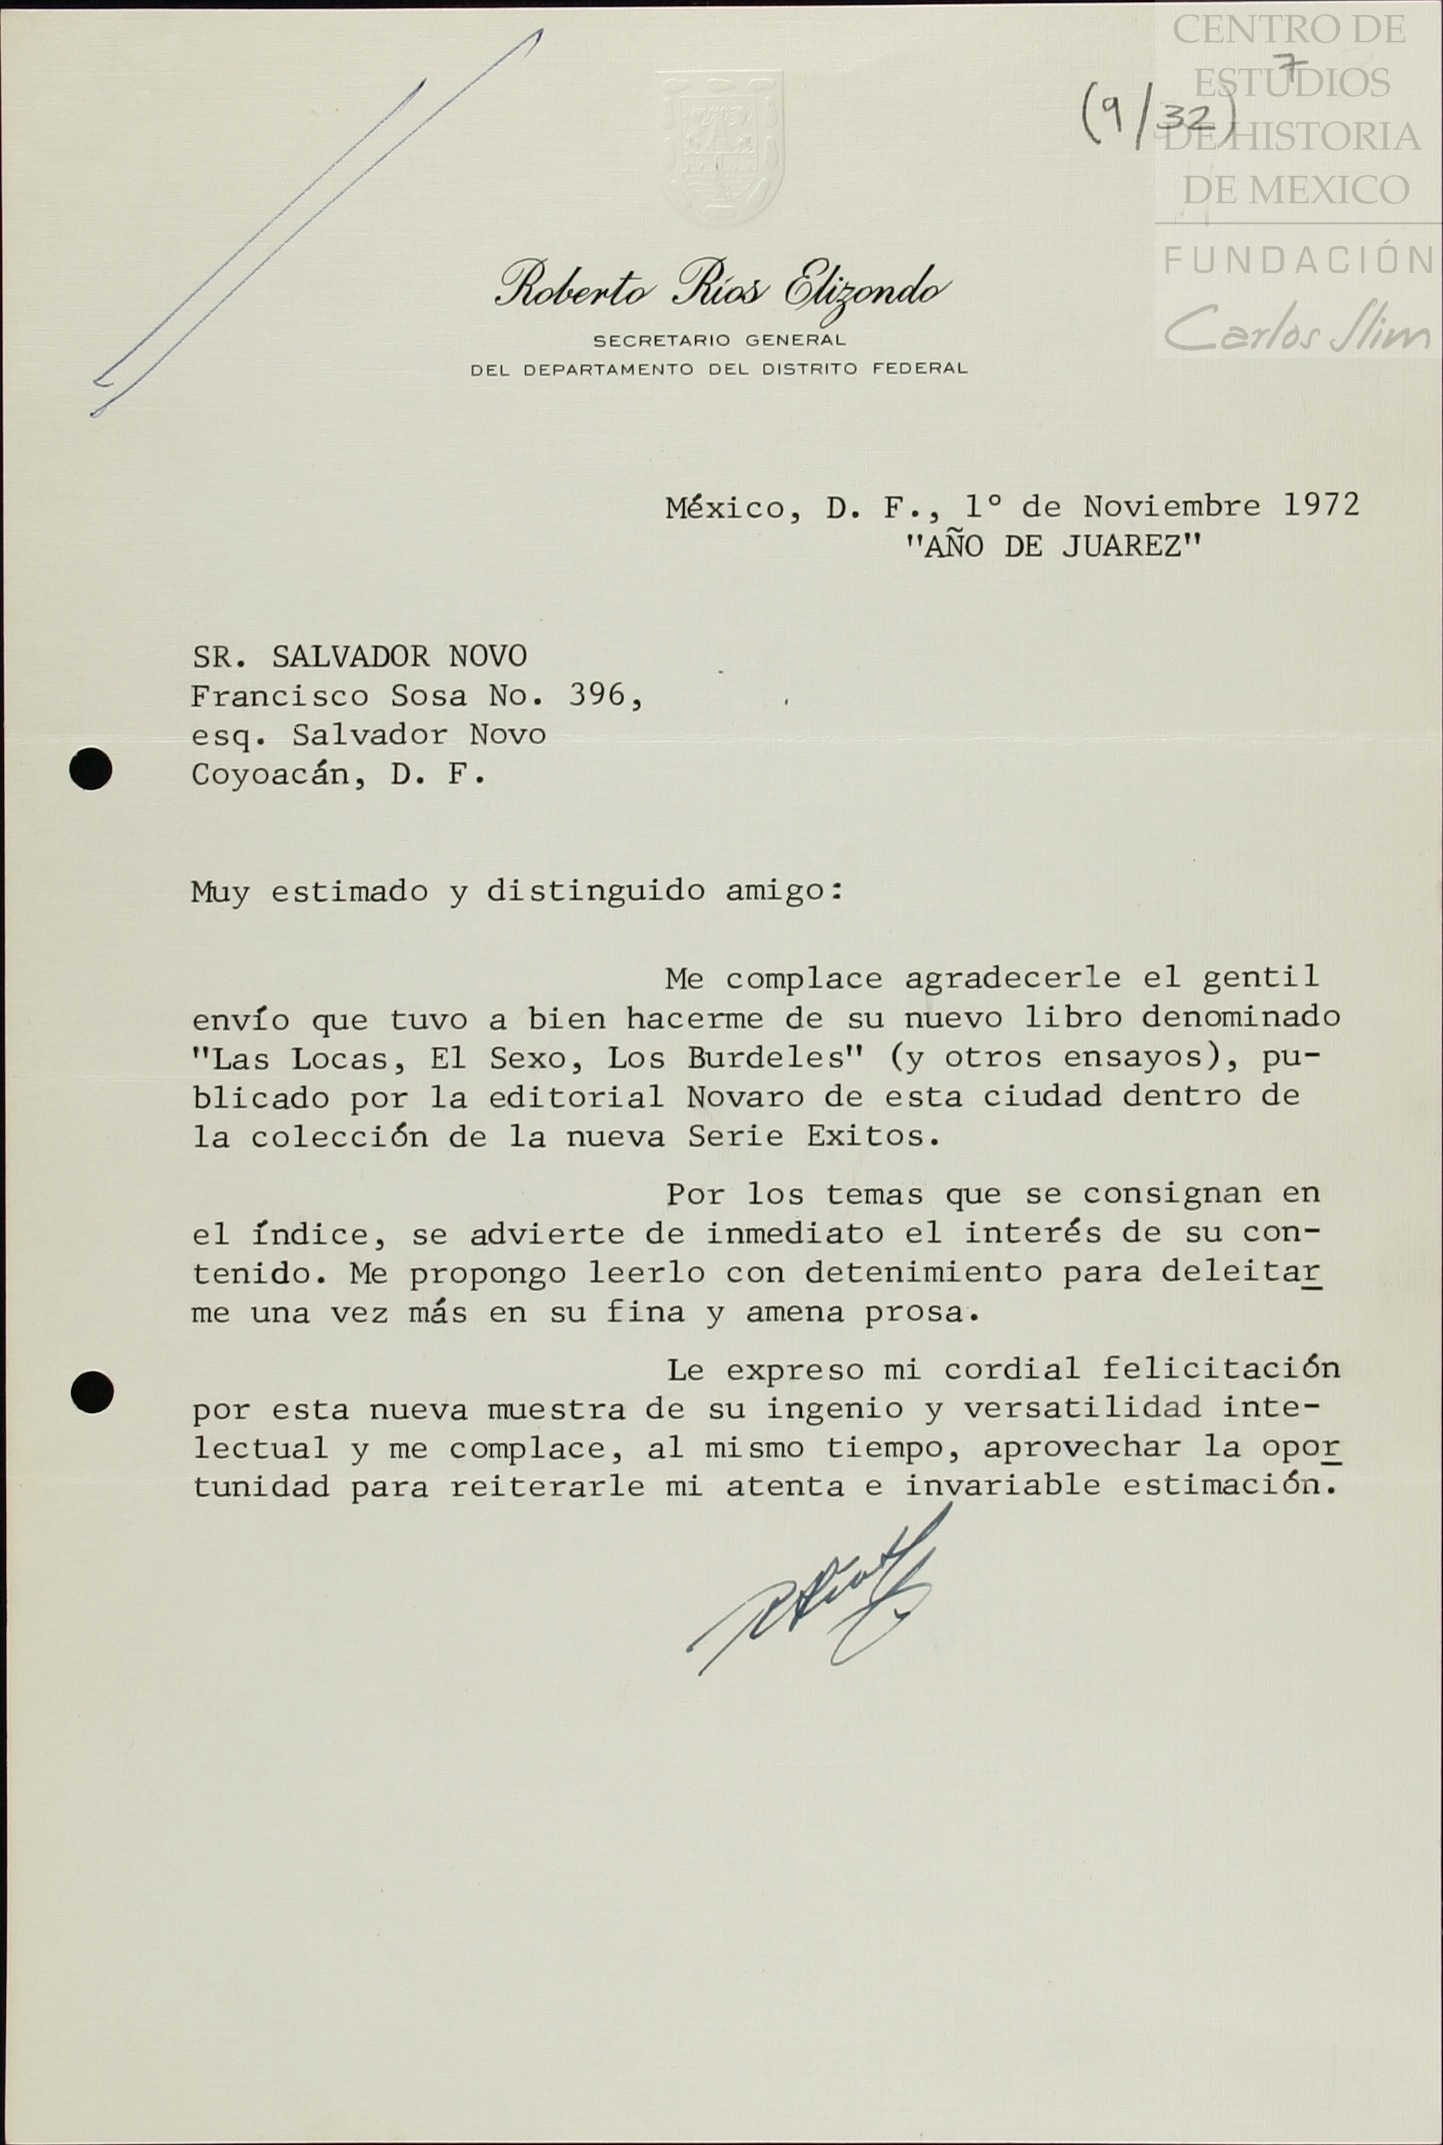 CENTRO DE
ESTUDIOS
DE HISTORIA
DE MEXICO
FUNDACIÓN
Carlos Slim
7
(9/32)
Roberto Ríos Elizondo
SECRETARIO GENERAL
DEL DEPARTAMENTO DEL DISTRITO FEDERAL
México, D. F., 1° de Noviembre 1972
"AÑO DE JUAREZ"
SR. SALVADOR NOVO
Francisco Sosa No. 396,
esq. Salvador Novo
Coyoacán, D. F.
Muy estimado y distinguido amigo:
Me complace agradecerle el gentil
envío que tuvo a bien hacerme de su nuevo libro denominado
"Las Locas, El Sexo, Los Burdeles" (y otros ensayos), pu-
blicado por la editorial Novaro de esta ciudad dentro de
la colección de la nueva Serie Exitos.
Por los temas que se consignan en
el índice, se advierte de inmediato el interés de su con-
tenido. Me propongo leerlo con detenimiento para deleitar
me una vez más en su fina y amena prosa.
Le expreso mi cordial felicitación
por esta nueva muestra de su ingenio y versatilidad inte-
lectual y me complace, al mismo tiempo, aprovechar la opor
tunidad para reiterarle mi atenta e invariable estimación.